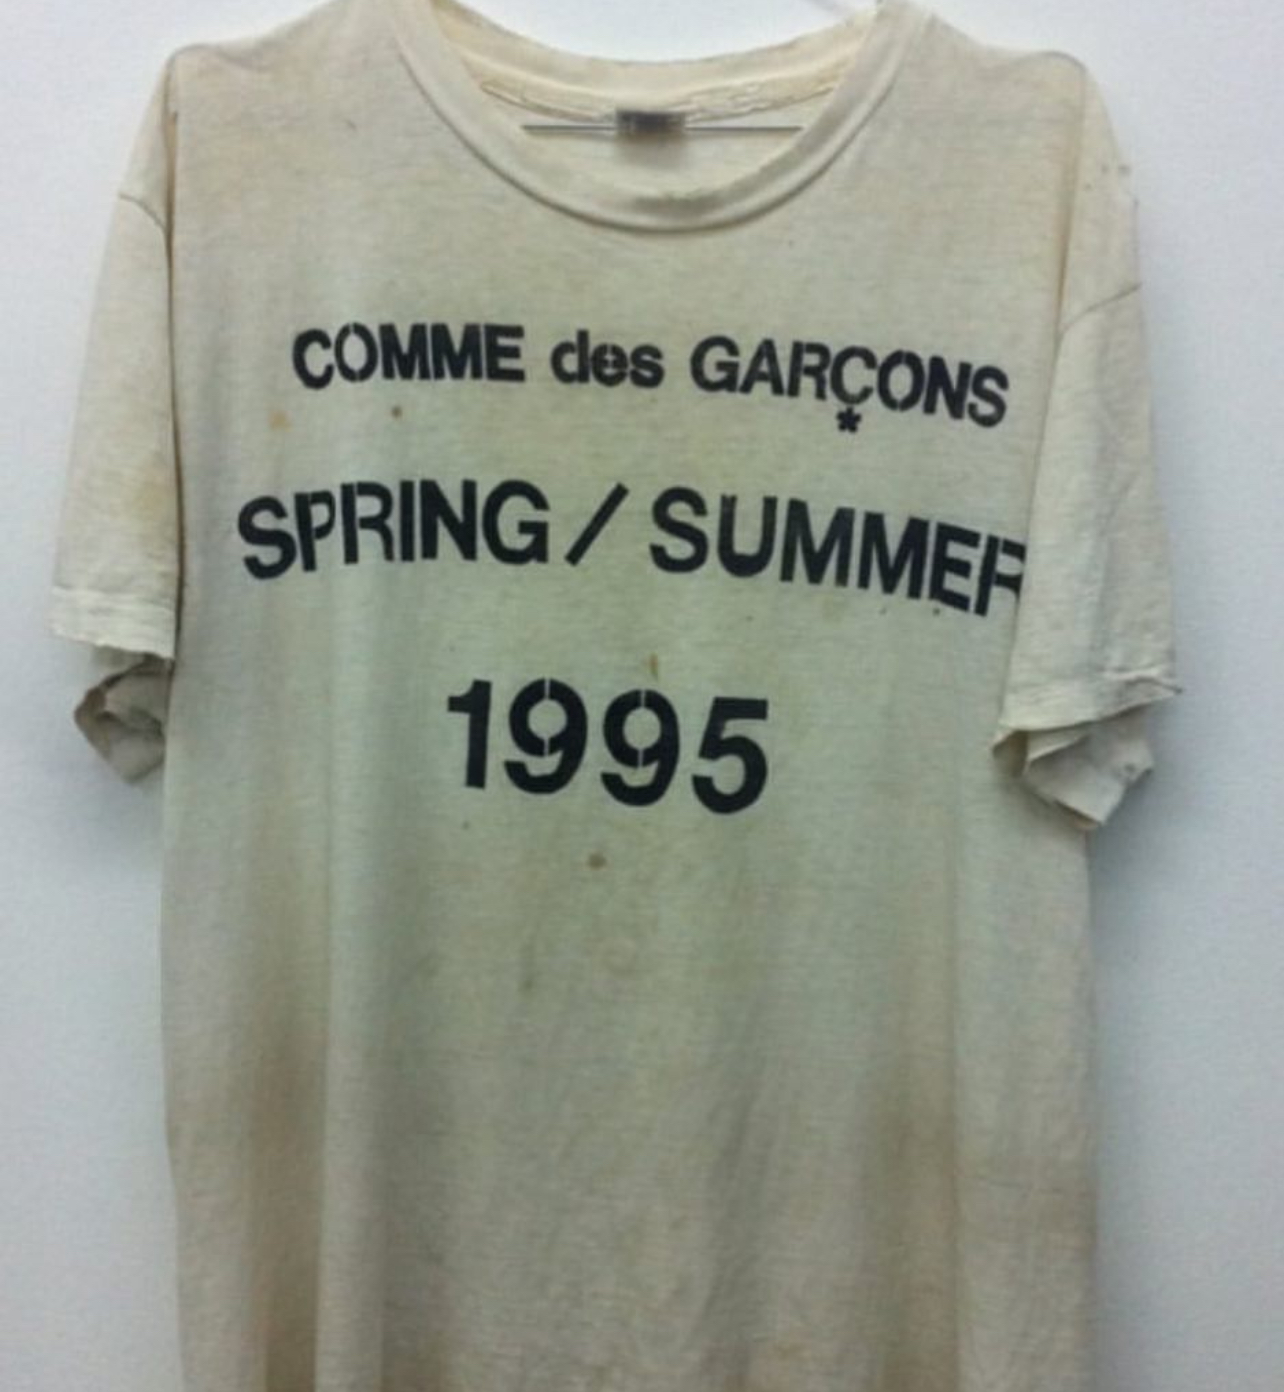 COMME des GARÇONS
SPRING / SUMMER
1995